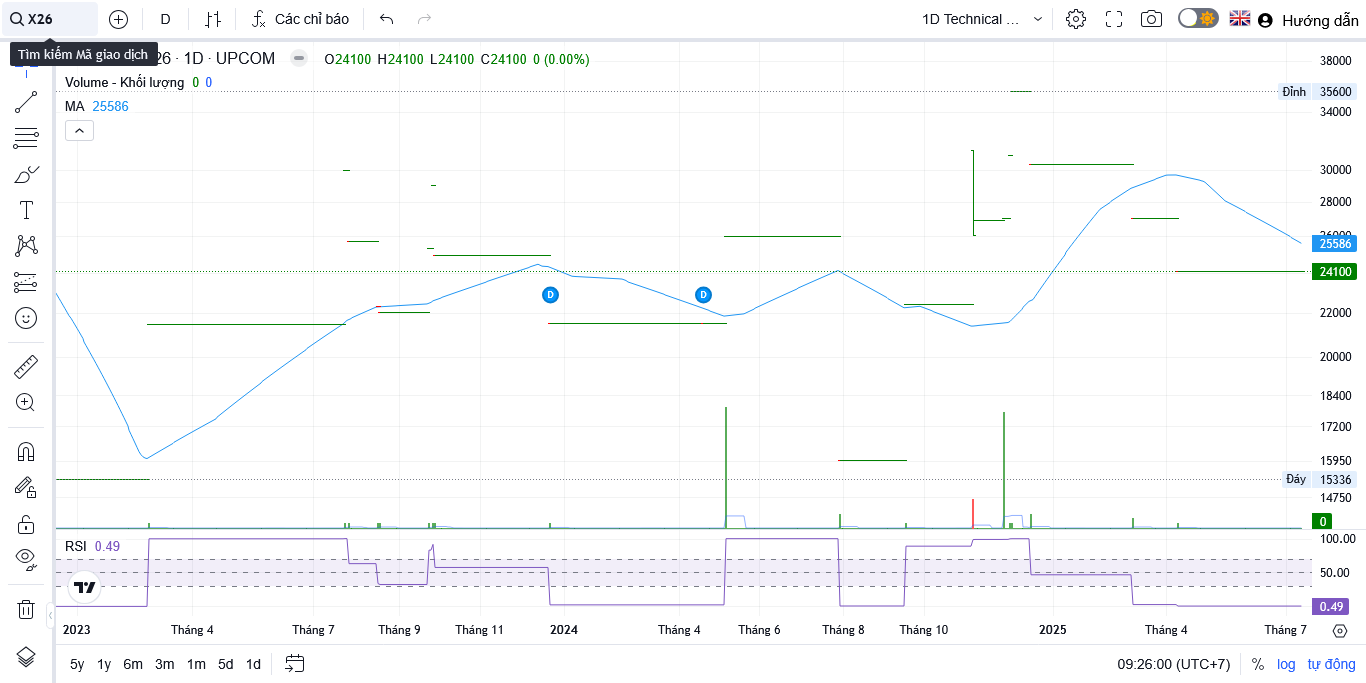 X26
D
Các chỉ báo
1D Technical ...
Hướng dẫn
Tìm kiếm Mã giao dịch
26 · 1D · UPCOM
O24100 H24100 L24100 C24100 0 (0.00%)
Volume - Khối lượng 0 0
MA 25586
38000
Đỉnh 35600
34000
30000
28000
26000
25586
24100
D
D
22000
20000
18400
17200
15950
Đáy 15336
14750
0
RSI 0.49
100.00
50.00
0.49
2023
Tháng 4
Tháng 7
Tháng 9
Tháng 11
2024
Tháng 4
Tháng 6
Tháng 8
Tháng 10
2025
Tháng 4
Tháng 7
5y 1y 6m 3m 1m 5d 1d
09:26:00 (UTC+7)
% log tự động